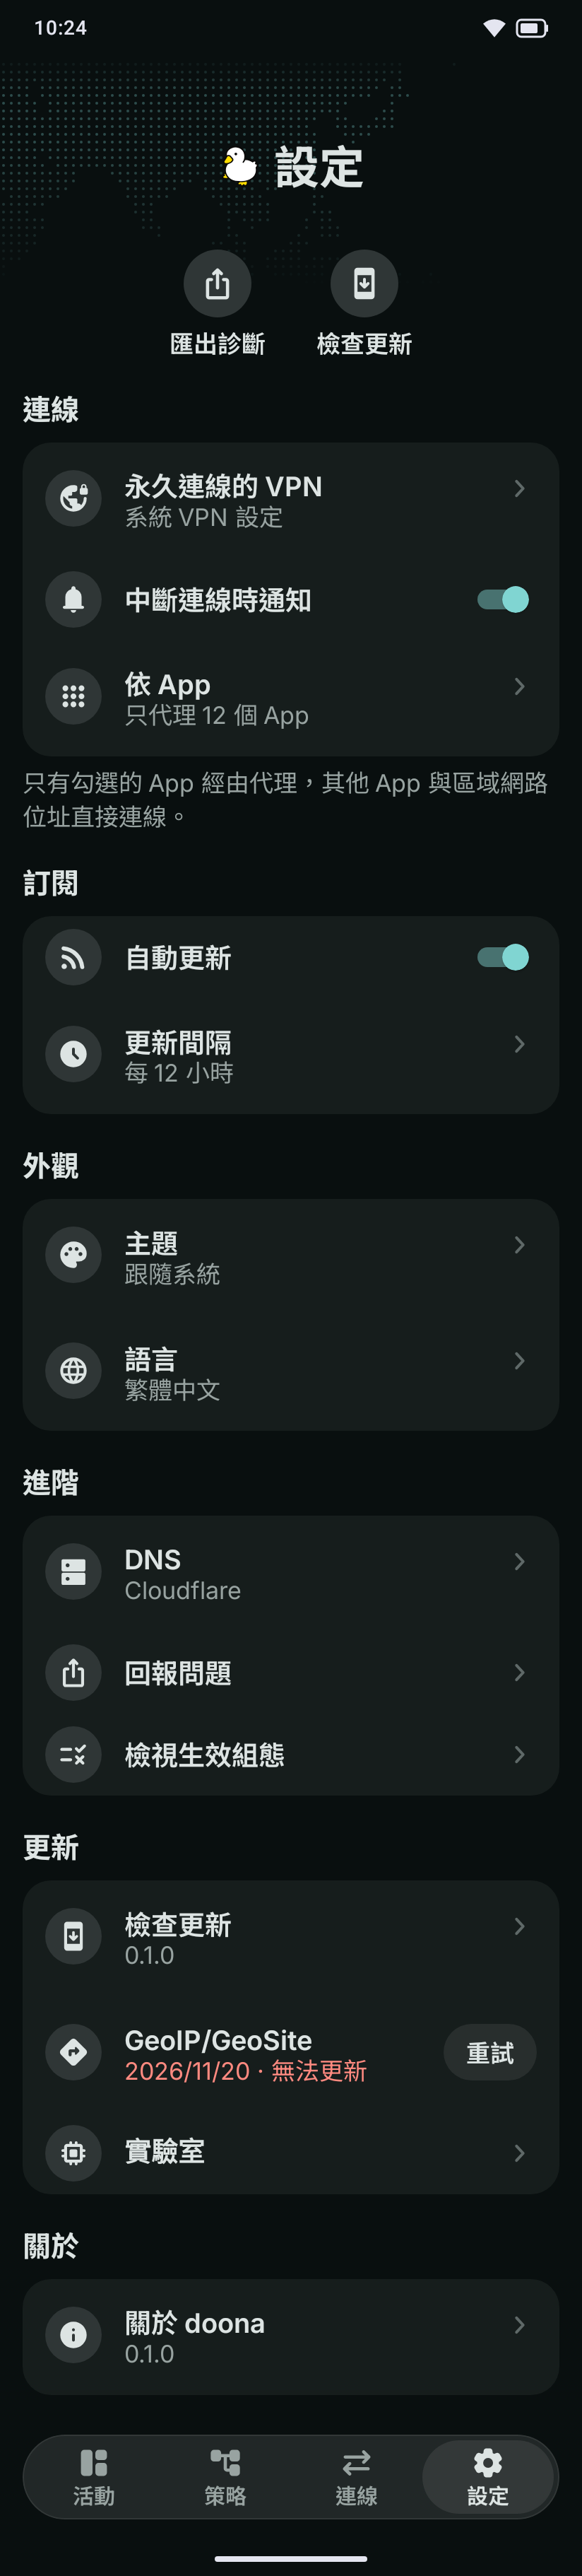 10:24
設定
匯出診斷
檢查更新
連線
永久連線的 VPN
系統 VPN 設定
中斷連線時通知
依 App
只代理 12 個 App
只有勾選的 App 經由代理，其他 App 與區域網路
位址直接連線。
訂閱
自動更新
更新間隔
每 12 小時
外觀
主題
跟隨系統
語言
繁體中文
進階
DNS
Cloudflare
回報問題
檢視生效組態
更新
檢查更新
0.1.0
GeoIP/GeoSite
2026/11/20 · 無法更新
重試
實驗室
關於
關於 doona
0.1.0
活動
策略
連線
設定